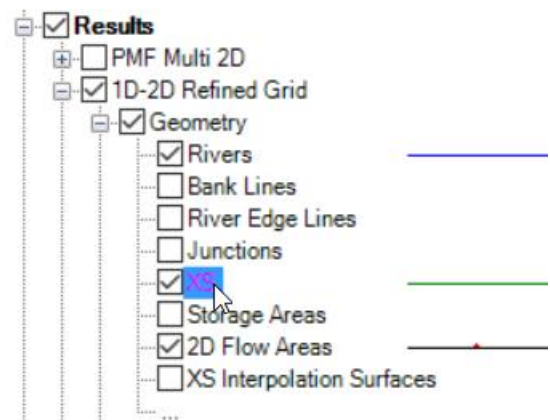 Results
PMF Multi 2D
1D-2D Refined Grid
Geometry
Rivers
Bank Lines
River Edge Lines
Junctions
XS
Storage Areas
2D Flow Areas
XS Interpolation Surfaces
...